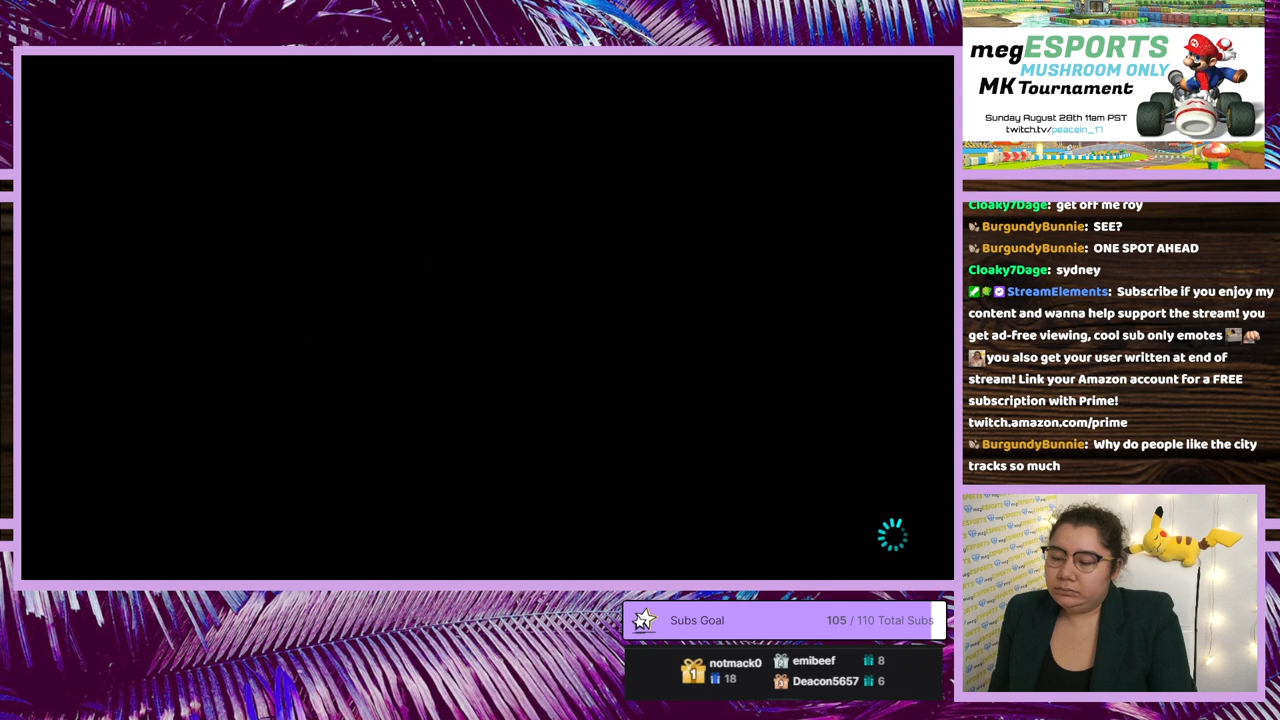 megESPORTS
MUSHROOM ONLY
MK Tournament
Sunday August 28th 11am PST
twitch.tv/peacein_17
Cloaky7Dage: get off me roy
BurgundyBunnie: SEE?
BurgundyBunnie: ONE SPOT AHEAD
Cloaky7Dage: sydney
StreamElements: Subscribe if you enjoy my
content and wanna help support the stream! you
get ad-free viewing, cool sub only emotes
you also get your user written at end of
stream! Link your Amazon account for a FREE
subscription with Prime!
twitch.amazon.com/prime
BurgundyBunnie: Why do people like the city
tracks so much
Subs Goal
105 / 110 Total Subs
1 notmack0
18
2 emibeef 8
3 Deacon5657 6